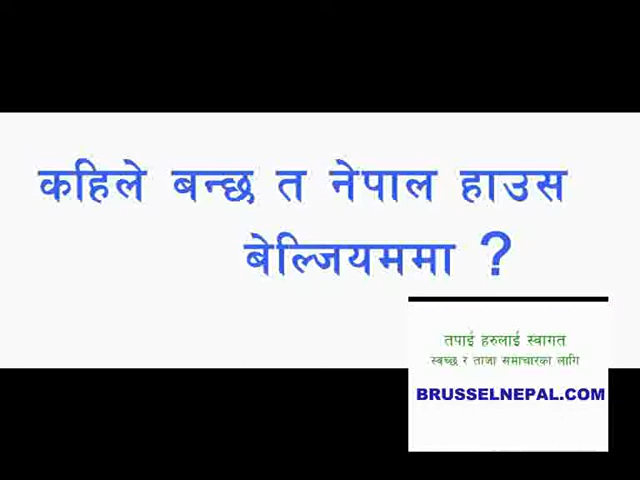 कहिले बन्छ त नेपाल हाउस
बेल्जियममा ?
तपाई हरुलाई स्वागत
स्वच्छ र ताजा समाचारका लागि
BRUSSELNEPAL.COM